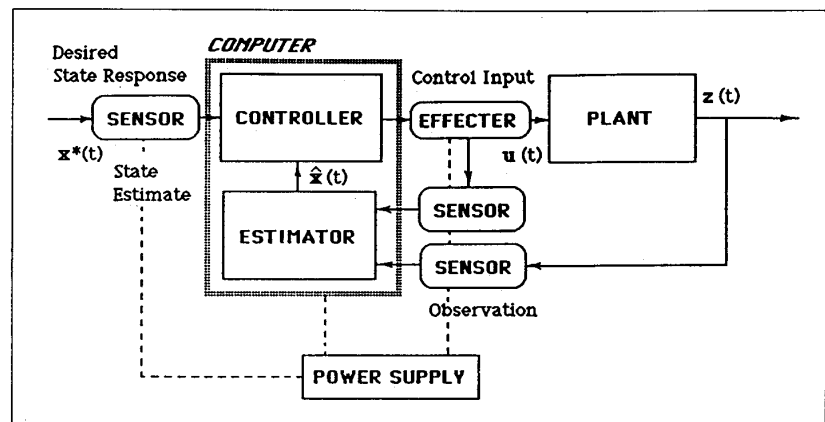 COMPUTER
Desired
State Response
SENSOR
x*(t)
State
Estimate
CONTROLLER
x̂(t)
ESTIMATOR
Control Input
EFFECTER
u(t)
PLANT
z(t)
SENSOR
SENSOR
Observation
POWER SUPPLY